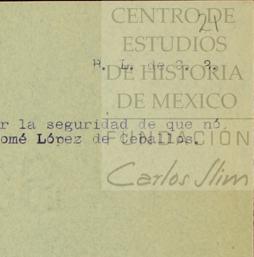 CENTRO DE
21
ESTUDIOS
DE HISTORIA
DE MEXICO
r la seguridad de que nó
omé López de Ceballos.
FUNDACIÓN
Carlos Slim